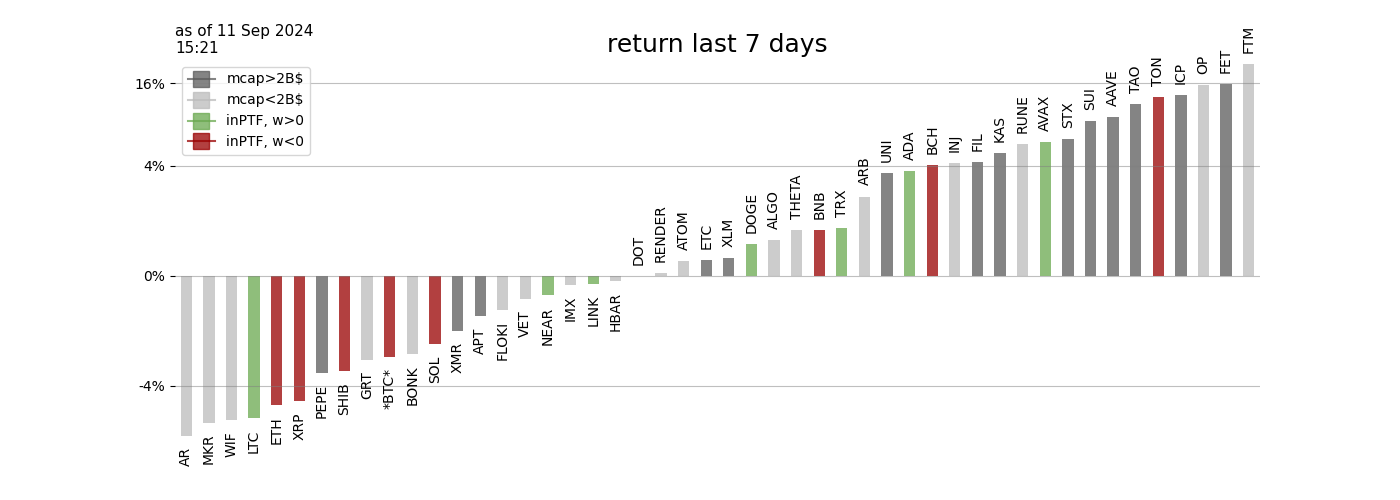 as of 11 Sep 2024
15:21
return last 7 days
mcap>2B$
mcap<2B$
inPTF, w>0
inPTF, w<0
16%
4%
0%
-4%
AR
MKR
WIF
LTC
ETH
XRP
PEPE
SHIB
GRT
*BTC*
BONK
SOL
XMR
APT
FLOKI
VET
NEAR
IMX
LINK
HBAR
DOT
RENDER
ATOM
ETC
XLM
DOGE
ALGO
THETA
BNB
TRX
ARB
UNI
ADA
BCH
INJ
FIL
KAS
RUNE
AVAX
STX
SUI
AAVE
TAO
TON
ICP
OP
FET
FTM